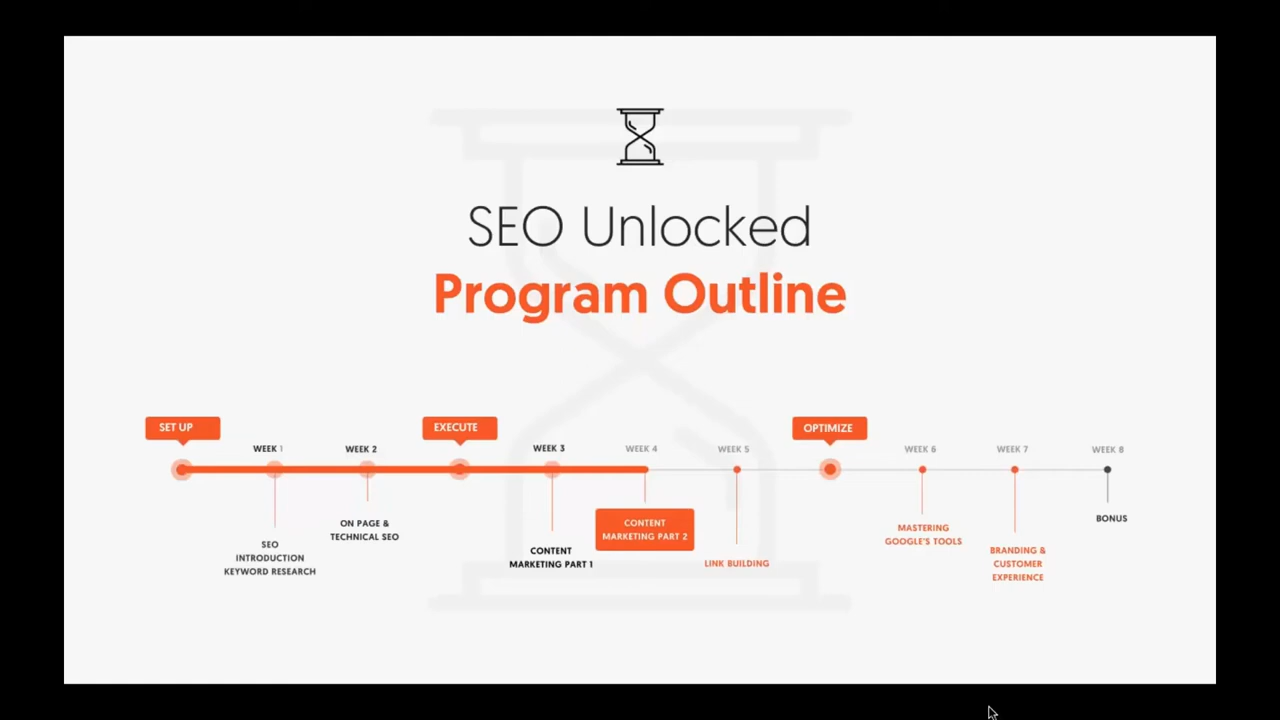 SEO Unlocked
Program Outline
SET UP
EXECUTE
OPTIMIZE
WEEK 1
WEEK 2
WEEK 3
WEEK 4
WEEK 5
WEEK 6
WEEK 7
WEEK 8
SEO
INTRODUCTION
KEYWORD RESEARCH
ON PAGE &
TECHNICAL SEO
CONTENT
MARKETING PART 1
CONTENT
MARKETING PART 2
LINK BUILDING
MASTERING
GOOGLE'S TOOLS
BRANDING &
CUSTOMER
EXPERIENCE
BONUS